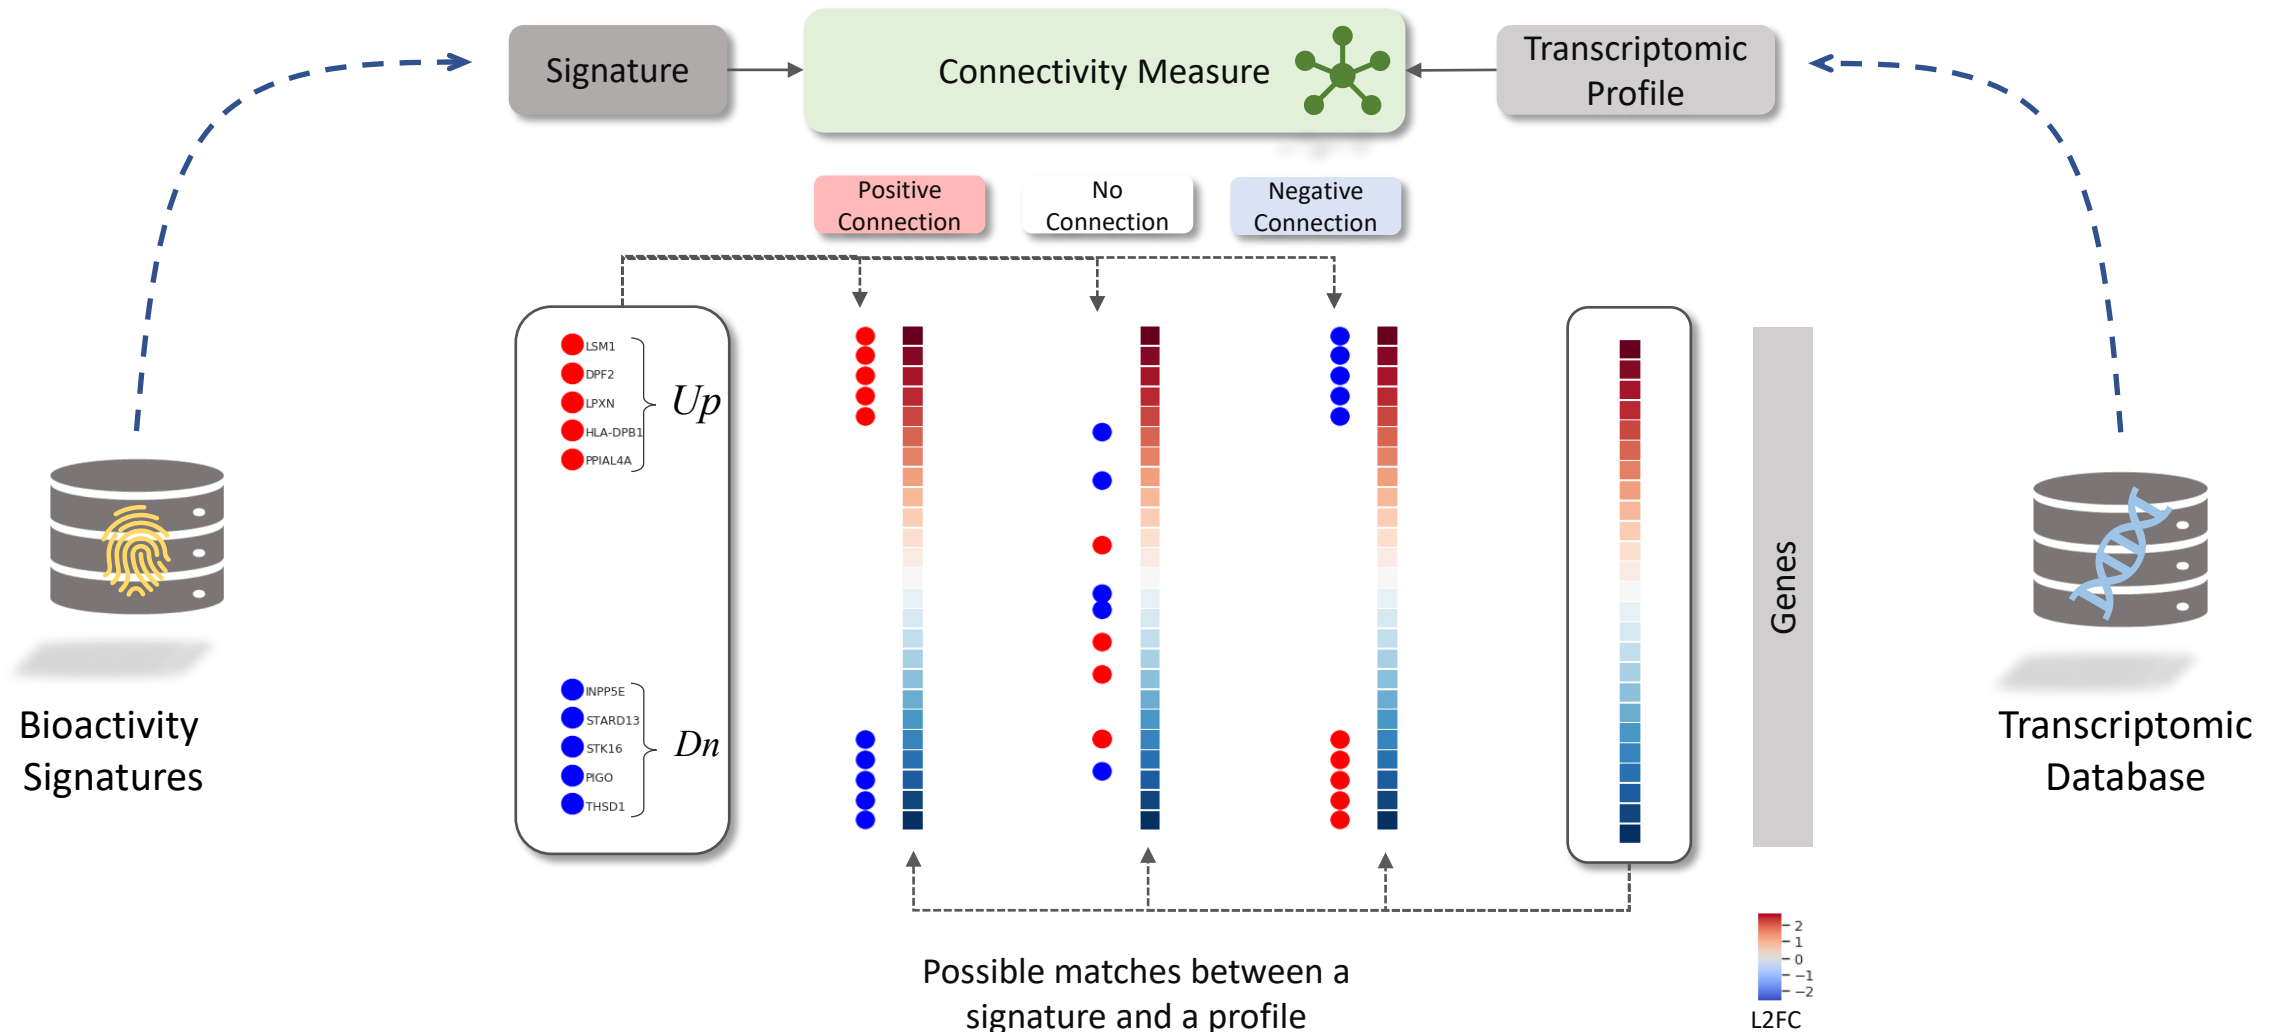 Signature
Connectivity Measure
Transcriptomic
Profile
Positive
Connection
No
Connection
Negative
Connection
LSM1
DPF2
LPXN
HLA-DPB1
PPIAL4A
Up
INPP5E
STARD13
STK16
PIGO
THSD1
Dn
Genes
Bioactivity
Signatures
Transcriptomic
Database
Possible matches between a
signature and a profile
2
1
0
−1
−2
L2FC